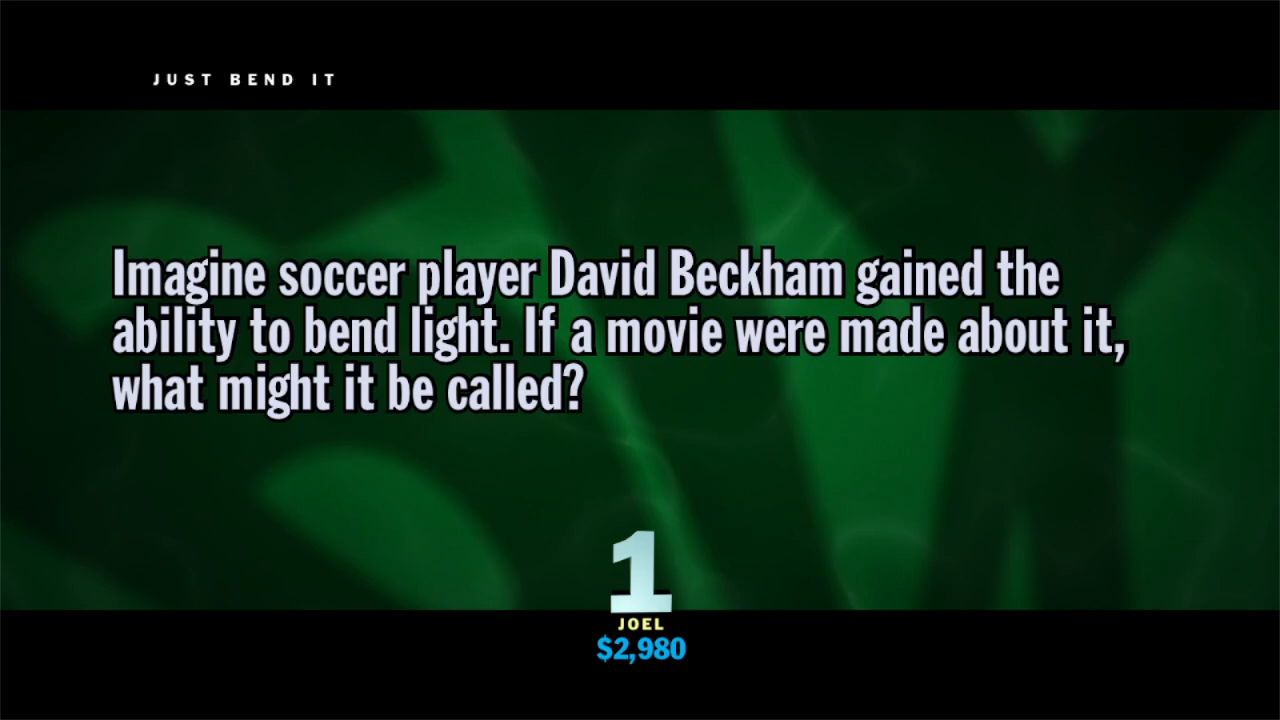 JUST BEND IT
Imagine soccer player David Beckham gained the
ability to bend light. If a movie were made about it,
what might it be called?
1
JOEL
$2,980